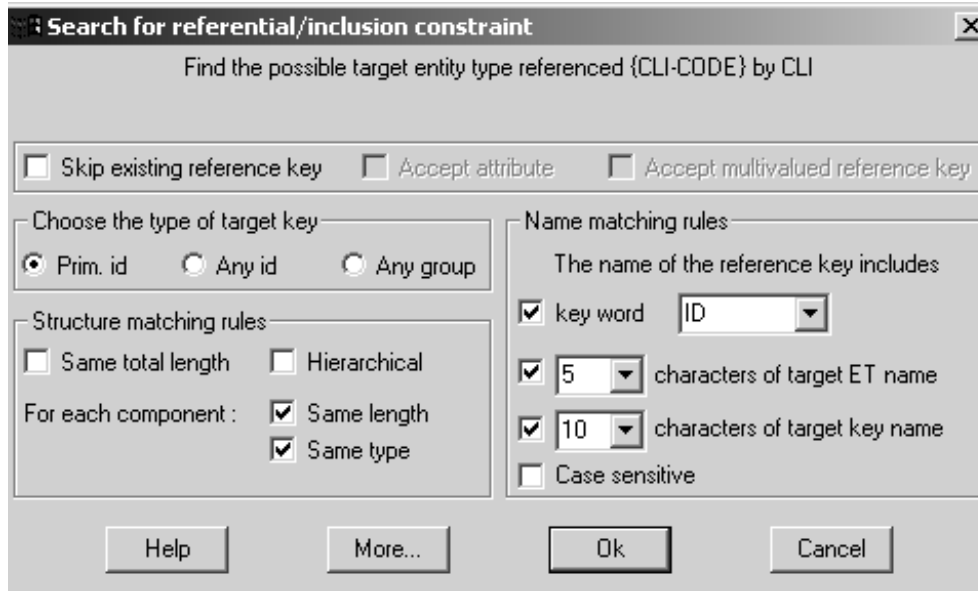 Search for referential/inclusion constraint
Find the possible target entity type referenced {CLI-CODE} by CLI
Skip existing reference key Accept attribute Accept multivalued reference key
Choose the type of target key
Prim. id Any id Any group
Structure matching rules
Same total length Hierarchical
For each component : Same length
Same type
Name matching rules
The name of the reference key includes
key word ID
5 characters of target ET name
10 characters of target key name
Case sensitive
Help More... Ok Cancel